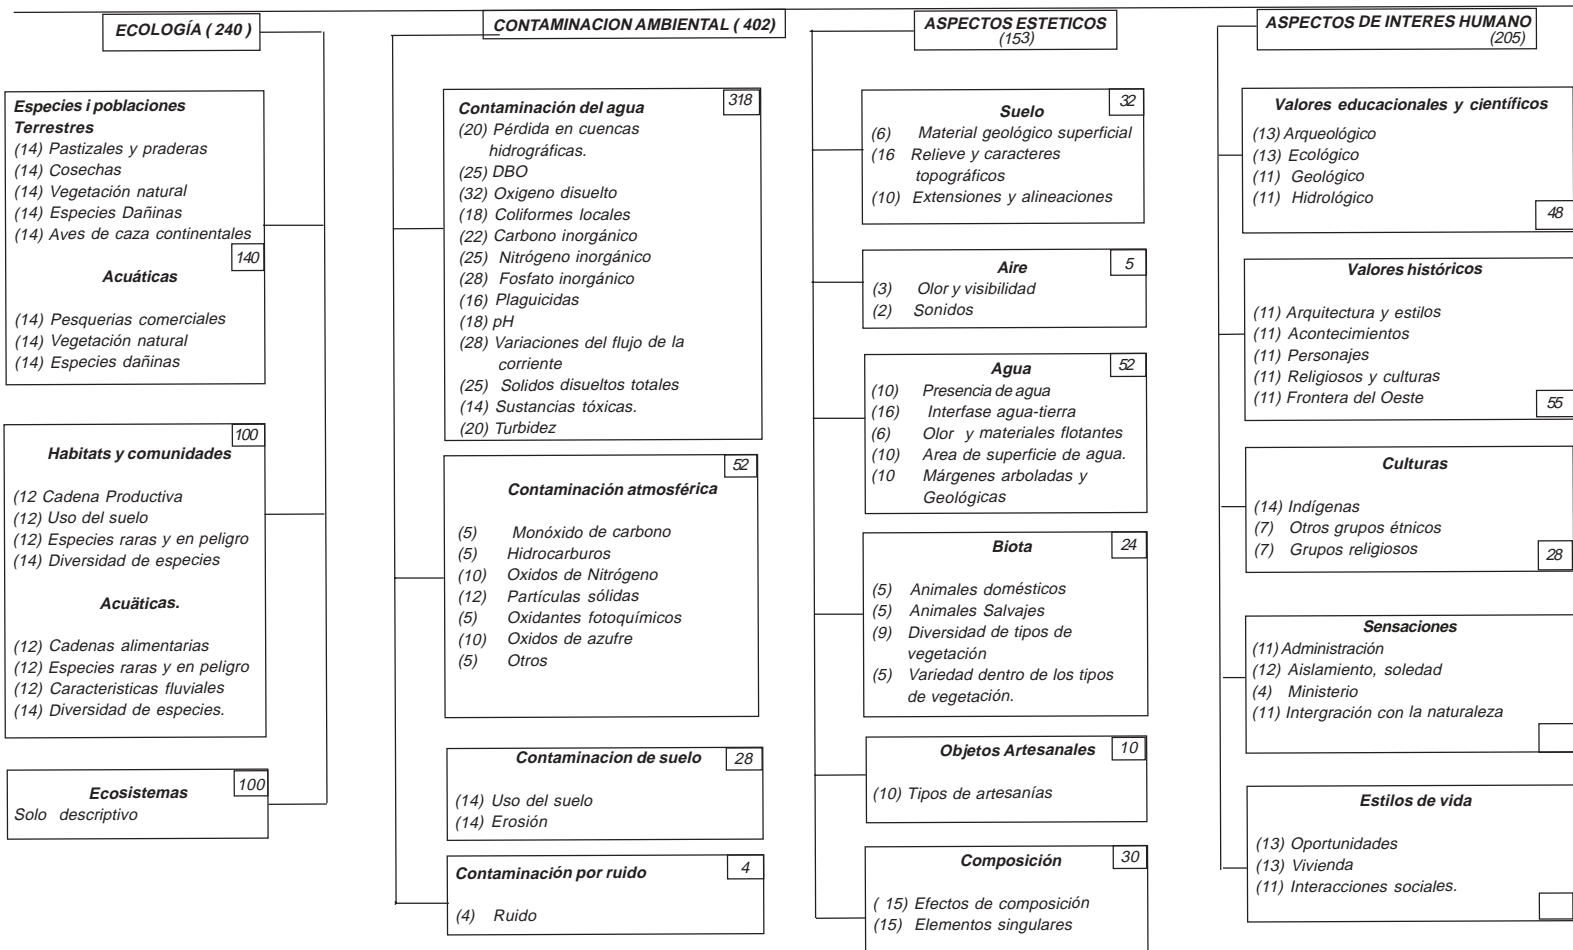 ECOLOGÍA ( 240 )
Especies i poblaciones
Terrestres
(14) Pastizales y praderas
(14) Cosechas
(14) Vegetación natural
(14) Especies Dañinas
(14) Aves de caza continentales
140
Acuáticas
(14) Pesquerias comerciales
(14) Vegetación natural
(14) Especies dañinas
100
Habitats y comunidades
(12 Cadena Productiva
(12) Uso del suelo
(12) Especies raras y en peligro
(14) Diversidad de especies
Acuäticas.
(12) Cadenas alimentarias
(12) Especies raras y en peligro
(12) Caracteristicas fluviales
(14) Diversidad de especies.
100
Ecosistemas
Solo descriptivo
CONTAMINACION AMBIENTAL ( 402)
318
Contaminación del agua
(20) Pérdida en cuencas
hidrográficas.
(25) DBO
(32) Oxigeno disuelto
(18) Coliformes locales
(22) Carbono inorgánico
(25) Nitrógeno inorgánico
(28) Fosfato inorgánico
(16) Plaguicidas
(18) pH
(28) Variaciones del flujo de la
corriente
(25) Solidos disueltos totales
(14) Sustancias tóxicas.
(20) Turbidez
52
Contaminación atmosférica
(5) Monóxido de carbono
(5) Hidrocarburos
(10) Oxidos de Nitrógeno
(12) Partículas sólidas
(5) Oxidantes fotoquímicos
(10) Oxidos de azufre
(5) Otros
Contaminacion de suelo 28
(14) Uso del suelo
(14) Erosión
Contaminación por ruido 4
(4) Ruido
ASPECTOS ESTETICOS
(153)
32
Suelo
(6) Material geológico superficial
(16 Relieve y caracteres
topográficos
(10) Extensiones y alineaciones
Aire 5
(3) Olor y visibilidad
(2) Sonidos
Agua 52
(10) Presencia de agua
(16) Interfase agua-tierra
(6) Olor y materiales flotantes
(10) Area de superficie de agua.
(10 Márgenes arboladas y
Geológicas
Biota 24
(5) Animales domésticos
(5) Animales Salvajes
(9) Diversidad de tipos de
vegetación
(5) Variedad dentro de los tipos
de vegetación.
Objetos Artesanales 10
(10) Tipos de artesanías
Composición 30
( 15) Efectos de composición
(15) Elementos singulares
ASPECTOS DE INTERES HUMANO
(205)
Valores educacionales y científicos
(13) Arqueológico
(13) Ecológico
(11) Geológico
(11) Hidrológico
48
Valores históricos
(11) Arquitectura y estilos
(11) Acontecimientos
(11) Personajes
(11) Religiosos y culturas
(11) Frontera del Oeste
55
Culturas
(14) Indígenas
(7) Otros grupos étnicos
(7) Grupos religiosos
28
Sensaciones
(11) Administración
(12) Aislamiento, soledad
(4) Ministerio
(11) Intergración con la naturaleza
Estilos de vida
(13) Oportunidades
(13) Vivienda
(11) Interacciones sociales.